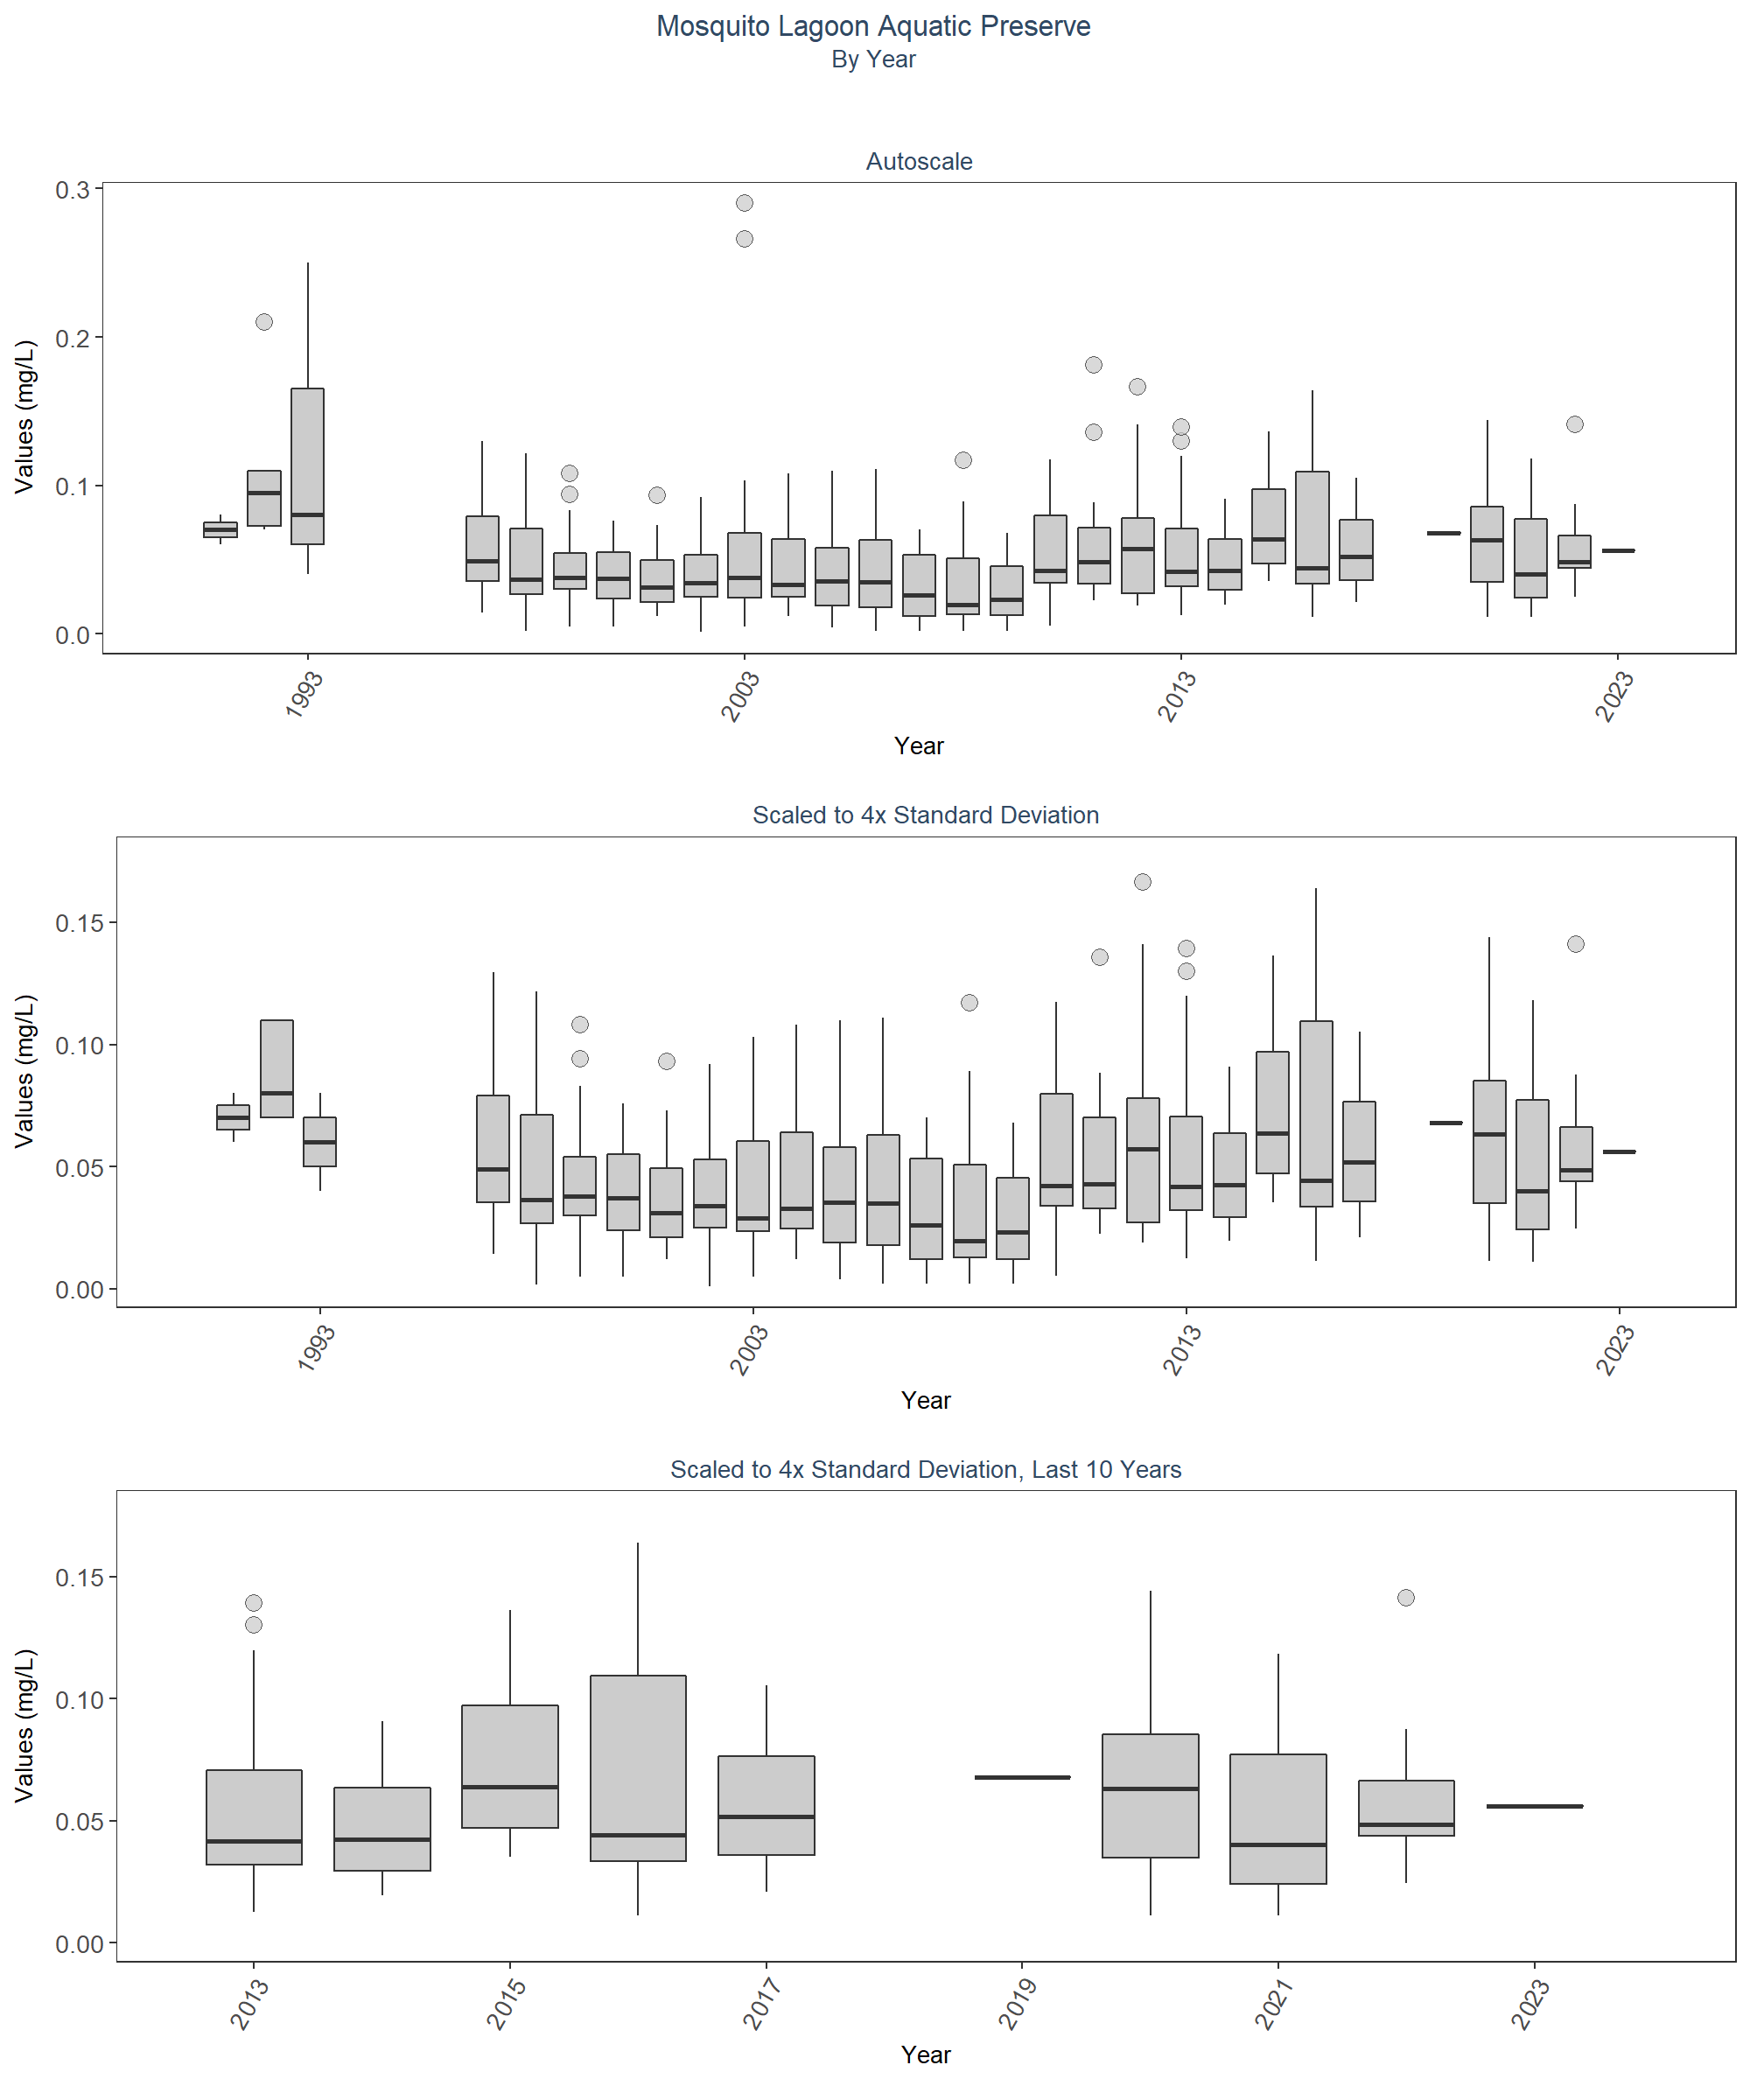 Mosquito Lagoon Aquatic Preserve
By Year
Autoscale
Values (mg/L)
0.3
0.2
0.1
0.0
1993
2003
2013
2023
Year
Scaled to 4x Standard Deviation
Values (mg/L)
0.15
0.10
0.05
0.00
1993
2003
2013
2023
Year
Scaled to 4x Standard Deviation, Last 10 Years
Values (mg/L)
0.15
0.10
0.05
0.00
2013
2015
2017
2019
2021
2023
Year